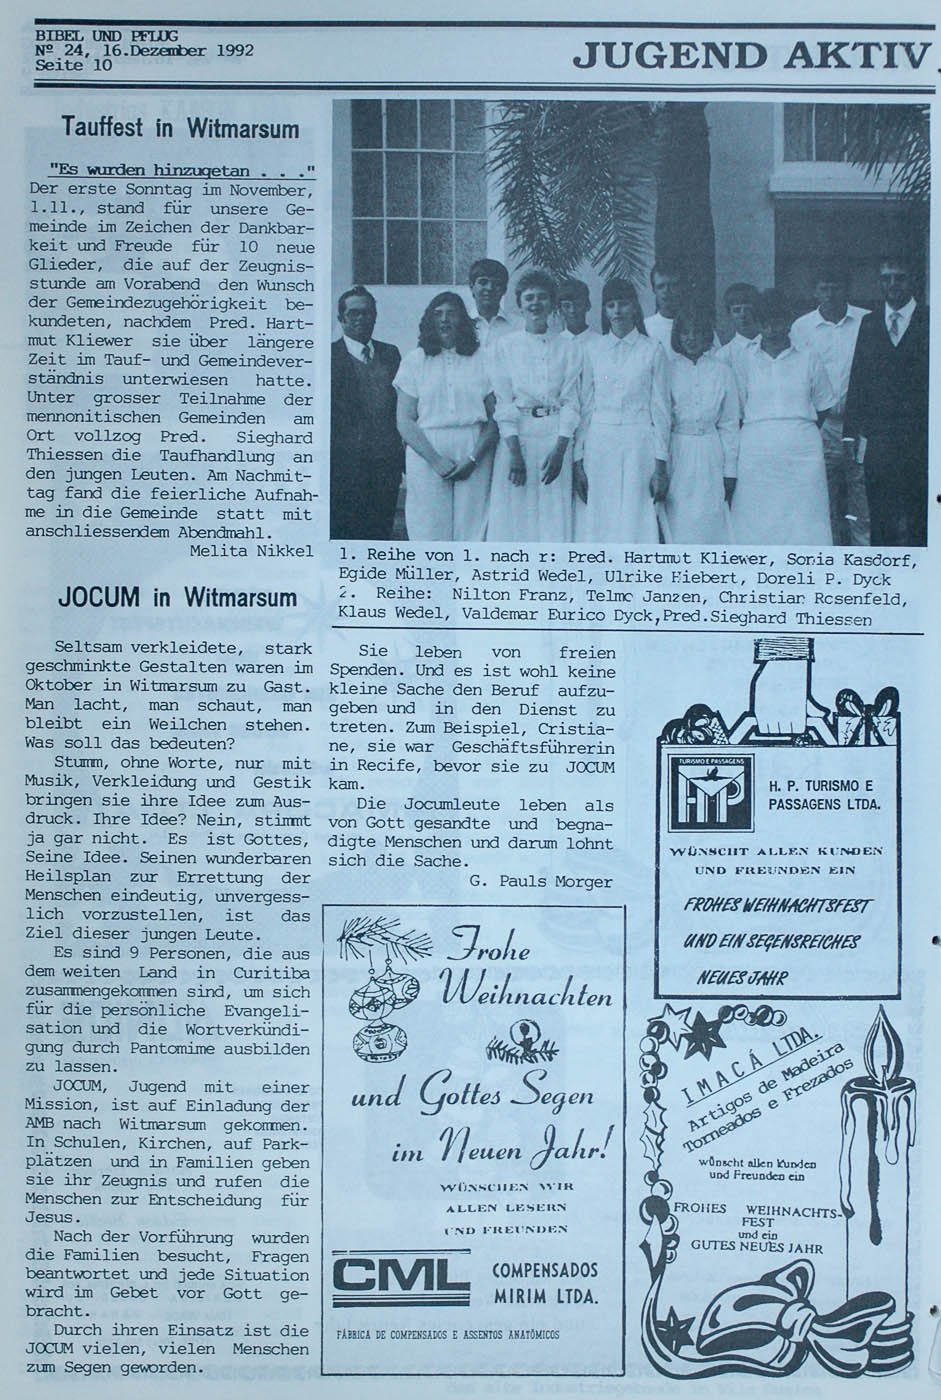 BIBEL UND PFLUG
Nº 24, 16.Dezember 1992
Seite 10
JUGEND AKTIV
Tauffest in Witmarsum
"Es wurden hinzugetan . . ."
Der erste Sonntag im November,
1.11., stand für unsere Ge-
meinde im Zeichen der Dankbar-
keit und Freude für 10 neue
Glieder, die auf der Zeugnis-
stunde am Vorabend den Wunsch
der Gemeindezugehörigkeit be-
kundeten, nachdem Pred. Hart-
mut Kliewer sie über längere
Zeit im Tauf- und Gemeindever-
ständnis unterwiesen hatte.
Unter grosser Teilnahme der
mennonitischen Gemeinden am
Ort vollzog Pred. Sieghard
Thiessen die Taufhandlung an
den jungen Leuten. Am Nachmit-
tag fand die feierliche Aufnah-
me in die Gemeinde statt mit
anschliessendem Abendmahl.
Melita Nikkel
1. Reihe von l. nach r: Pred. Hartmut Kliewer, Sonia Kasdorf,
Egide Müller, Astrid Wedel, Ulrike Hiebert, Doreli P. Dyck
2. Reihe: Nilton Franz, Telmo Janzen, Christian Rosenfeld,
Klaus Wedel, Valdemar Eurico Dyck,Pred.Sieghard Thiessen
JOCUM in Witmarsum
Seltsam verkleidete, stark
geschminkte Gestalten waren im
Oktober in Witmarsum zu Gast.
Man lacht, man schaut, man
bleibt ein Weilchen stehen.
Was soll das bedeuten?
Stumm, ohne Worte, nur mit
Musik, Verkleidung und Gestik
bringen sie ihre Idee zum Aus-
druck. Ihre Idee? Nein, stimmt
ja gar nicht. Es ist Gottes,
Seine Idee. Seinen wunderbaren
Heilsplan zur Errettung der
Menschen eindeutig, unvergess-
lich vorzustellen, ist das
Ziel dieser jungen Leute.
Es sind 9 Personen, die aus
dem weiten Land in Curitiba
zusammengekommen sind, um sich
für die persönliche Evangeli-
sation und die Wortverkündi-
gung durch Pantomime ausbilden
zu lassen.
JOCUM, Jugend mit einer
Mission, ist auf Einladung der
AMB nach Witmarsum gekommen.
In Schulen, Kirchen, auf Park-
plätzen und in Familien geben
sie ihr Zeugnis und rufen die
Menschen zur Entscheidung für
Jesus.
Nach der Vorführung wurden
die Familien besucht, Fragen
beantwortet und jede Situation
wird im Gebet vor Gott ge-
bracht.
Durch ihren Einsatz ist die
JOCUM vielen, vielen Menschen
zum Segen geworden.
Sie leben von freien
Spenden. Und es ist wohl keine
kleine Sache den Beruf aufzu-
geben und in den Dienst zu
treten. Zum Beispiel, Cristia-
ne, sie war Geschäftsführerin
in Recife, bevor sie zu JOCUM
kam.
Die Jocumleute leben als
von Gott gesandte und begna-
digte Menschen und darum lohnt
sich die Sache.
G. Pauls Morger
Frohe
Weihnachten
und Gottes Segen
im Neuen Jahr!
WÜNSCHEN WIR
ALLEN LESERN
UND FREUNDEN
CML
COMPENSADOS
MIRIM LTDA.
FÁBRICA DE COMPENSADOS E ASSENTOS ANATÔMICOS
TURISMO E PASSAGENS
HP
H. P. TURISMO E
PASSAGENS LTDA.
WÜNSCHT ALLEN KUNDEN
UND FREUNDEN EIN
FROHES WEIHNACHTSFEST
UND EIN SEGENSREICHES
NEUES JAHR
IMACÁ LTDA.
Artigos de Madeira
Torneados e Frezados
wünscht allen Kunden
und Freunden ein
FROHES WEIHNACHTS-
FEST
und ein
GUTES NEUES JAHR